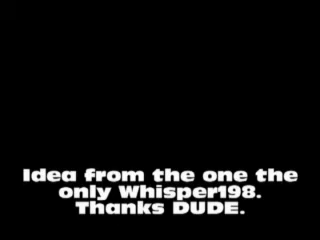 Idea from the one the
only Whisper198.
Thanks DUDE.